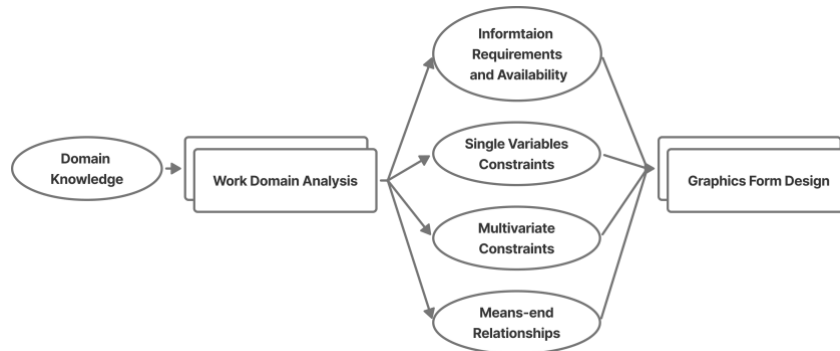 Informtaion
Requirements
and Availability
Domain
Knowledge
Work Domain Analysis
Single Variables
Constraints
Multivariate
Constraints
Means-end
Relationships
Graphics Form Design